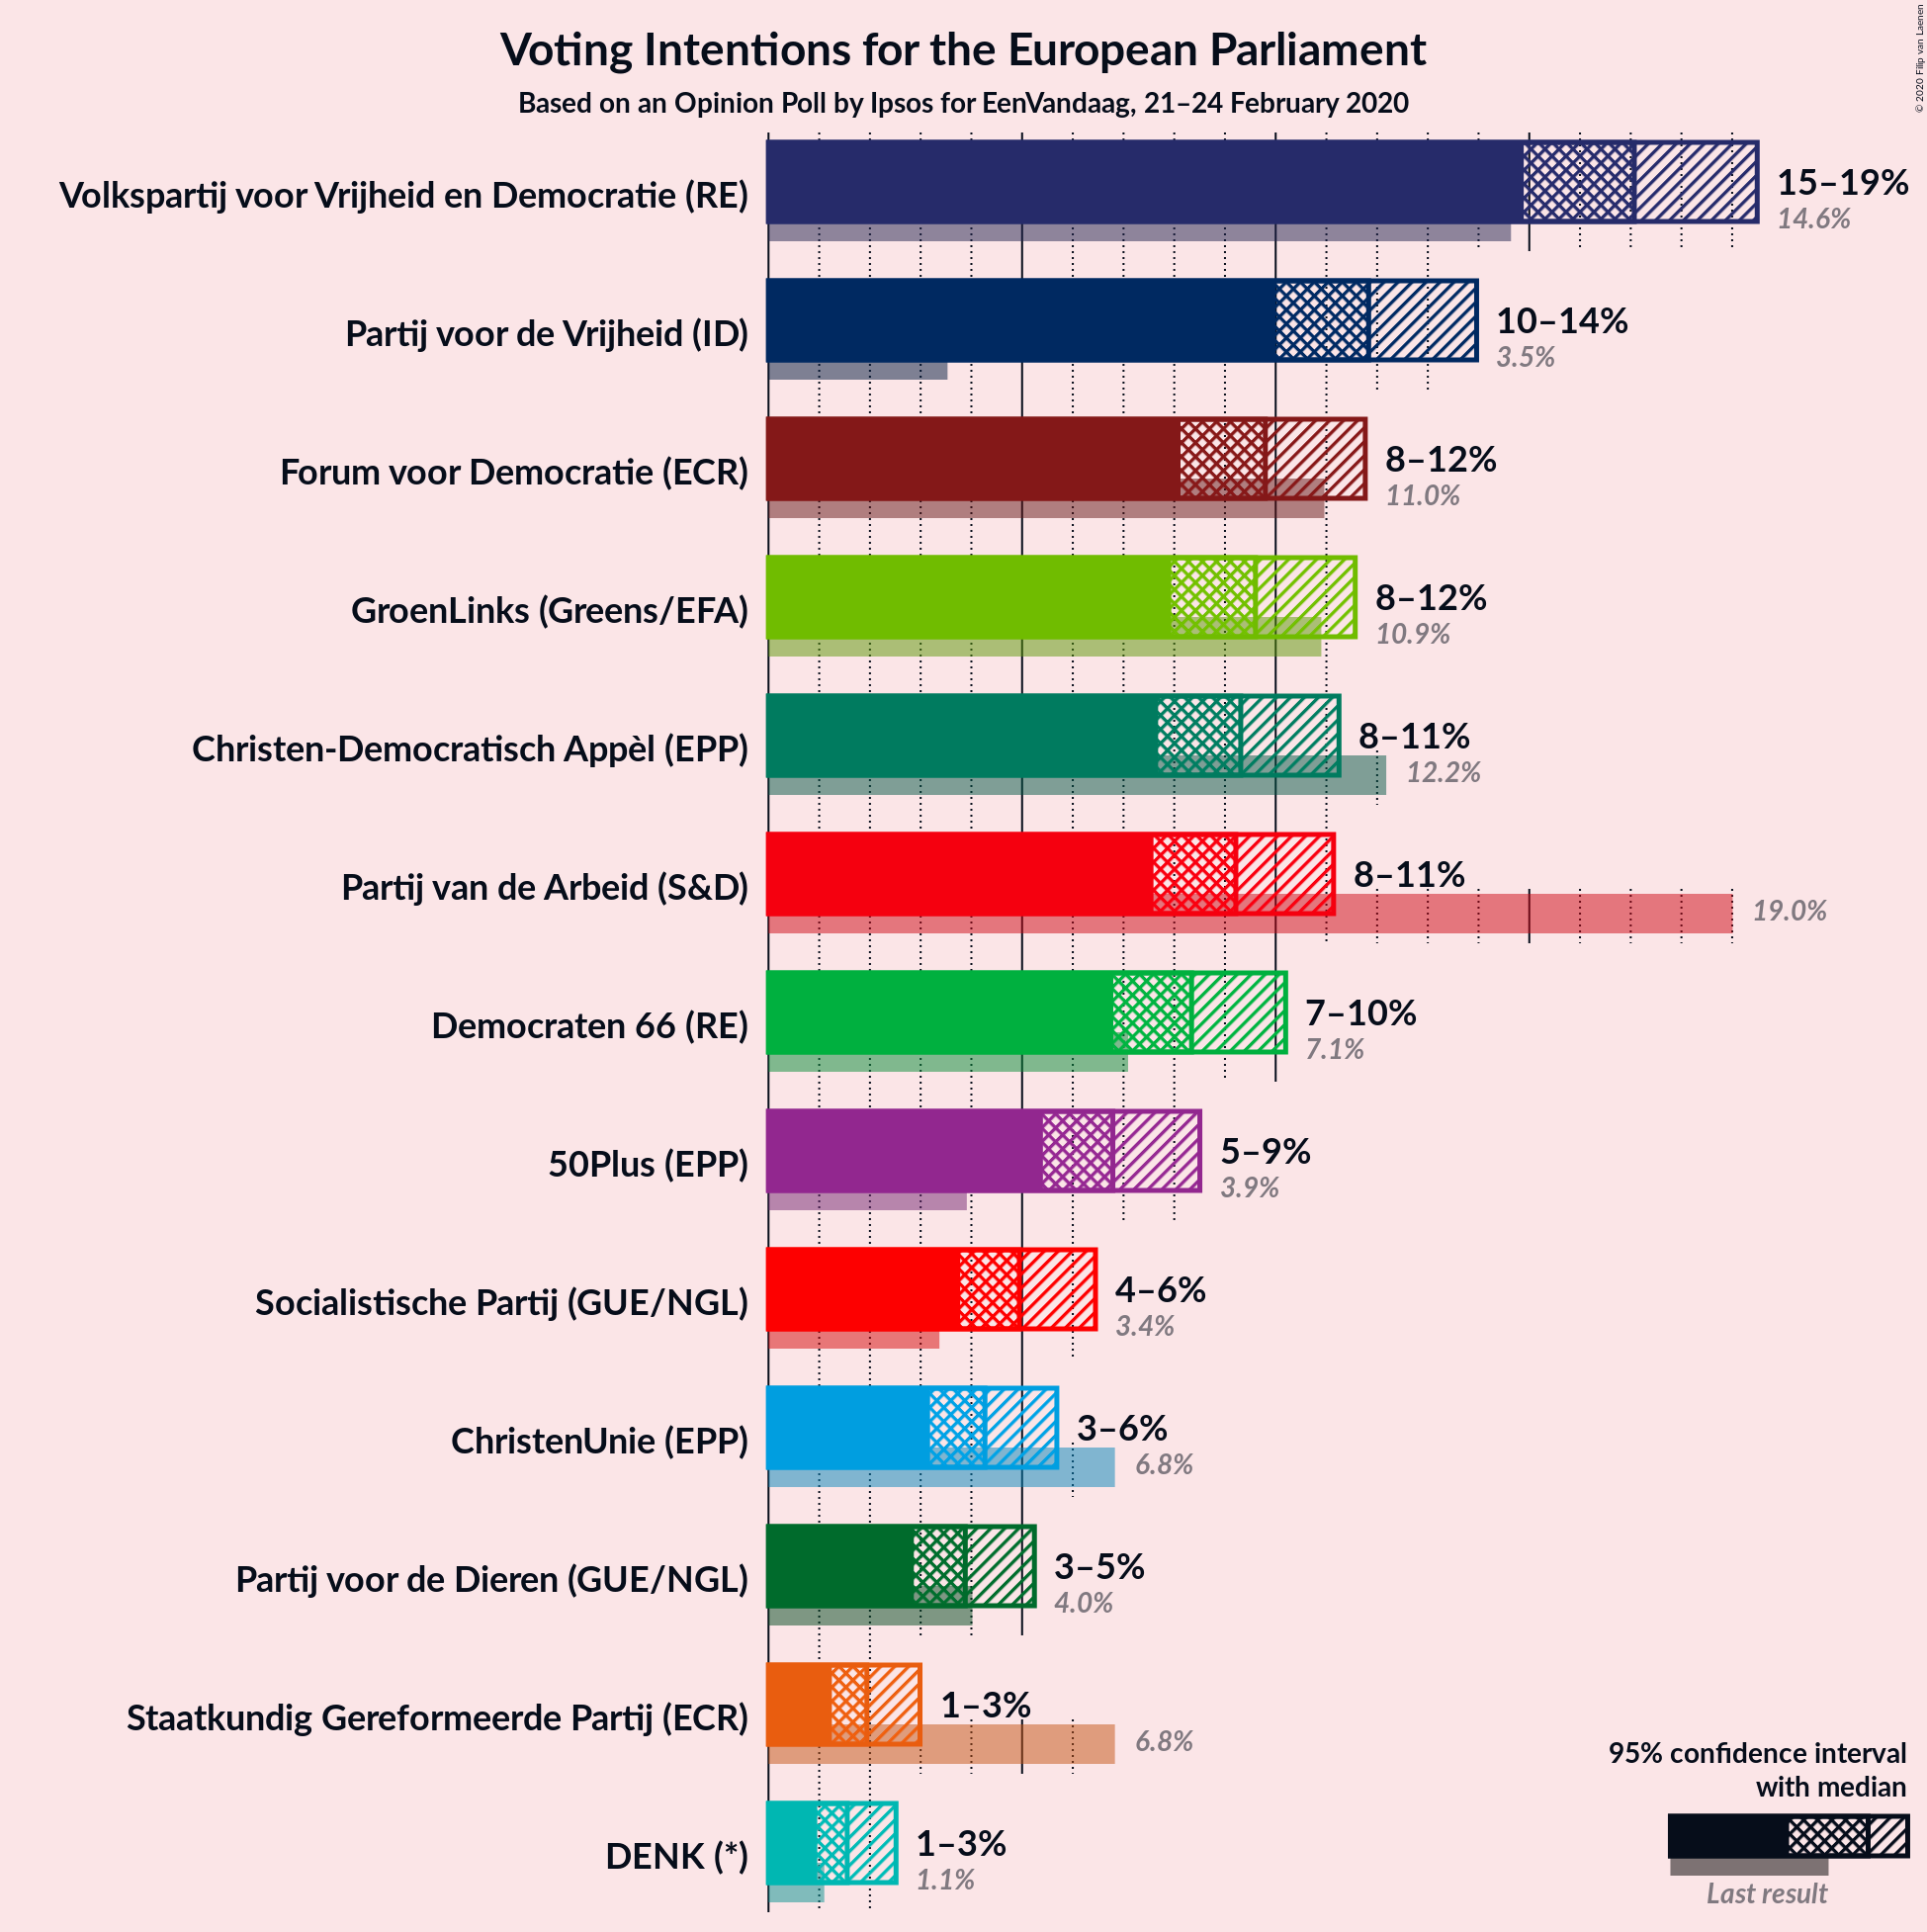 Voting Intentions for the European Parliament
Based on an Opinion Poll by Ipsos for EenVandaag, 21–24 February 2020
© 2020 Filip van Laenen
Volkspartij voor Vrijheid en Democratie (RE)
15–19%
14.6%
Partij voor de Vrijheid (ID)
10–14%
3.5%
Forum voor Democratie (ECR)
8–12%
11.0%
GroenLinks (Greens/EFA)
8–12%
10.9%
Christen-Democratisch Appèl (EPP)
8–11%
12.2%
Partij van de Arbeid (S&D)
8–11%
19.0%
Democraten 66 (RE)
7–10%
7.1%
50Plus (EPP)
5–9%
3.9%
Socialistische Partij (GUE/NGL)
4–6%
3.4%
ChristenUnie (EPP)
3–6%
6.8%
Partij voor de Dieren (GUE/NGL)
3–5%
4.0%
Staatkundig Gereformeerde Partij (ECR)
1–3%
6.8%
DENK (*)
1–3%
1.1%
95% confidence interval
with median
Last result